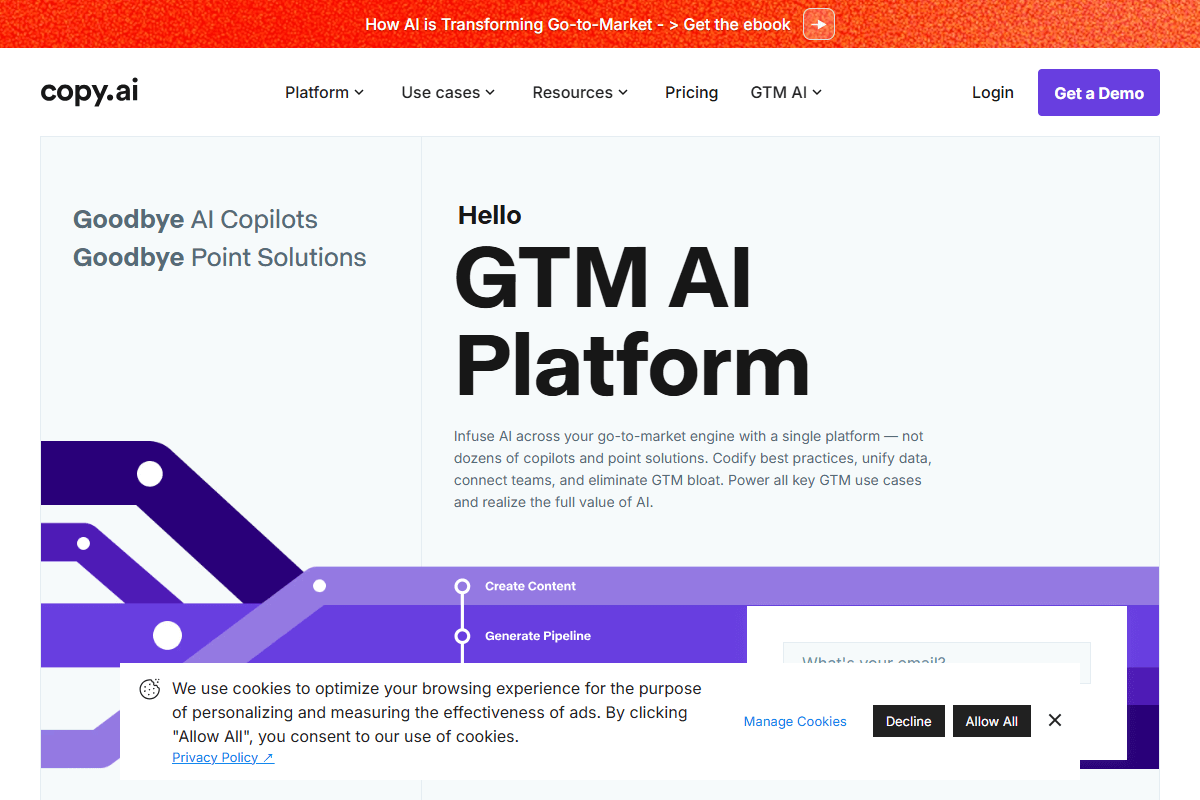 How AI is Transforming Go-to-Market - > Get the ebook
copy.ai
Platform
Use cases
Resources
Pricing
GTM AI
Login
Get a Demo
Goodbye AI Copilots
Goodbye Point Solutions
Hello
GTM AI
Platform
Infuse AI across your go-to-market engine with a single platform — not
dozens of copilots and point solutions. Codify best practices, unify data,
connect teams, and eliminate GTM bloat. Power all key GTM use cases
and realize the full value of AI.
Create Content
Generate Pipeline
What's your email?
We use cookies to optimize your browsing experience for the purpose
of personalizing and measuring the effectiveness of ads. By clicking
"Allow All", you consent to our use of cookies.
Privacy Policy ↗
Manage Cookies
Decline
Allow All